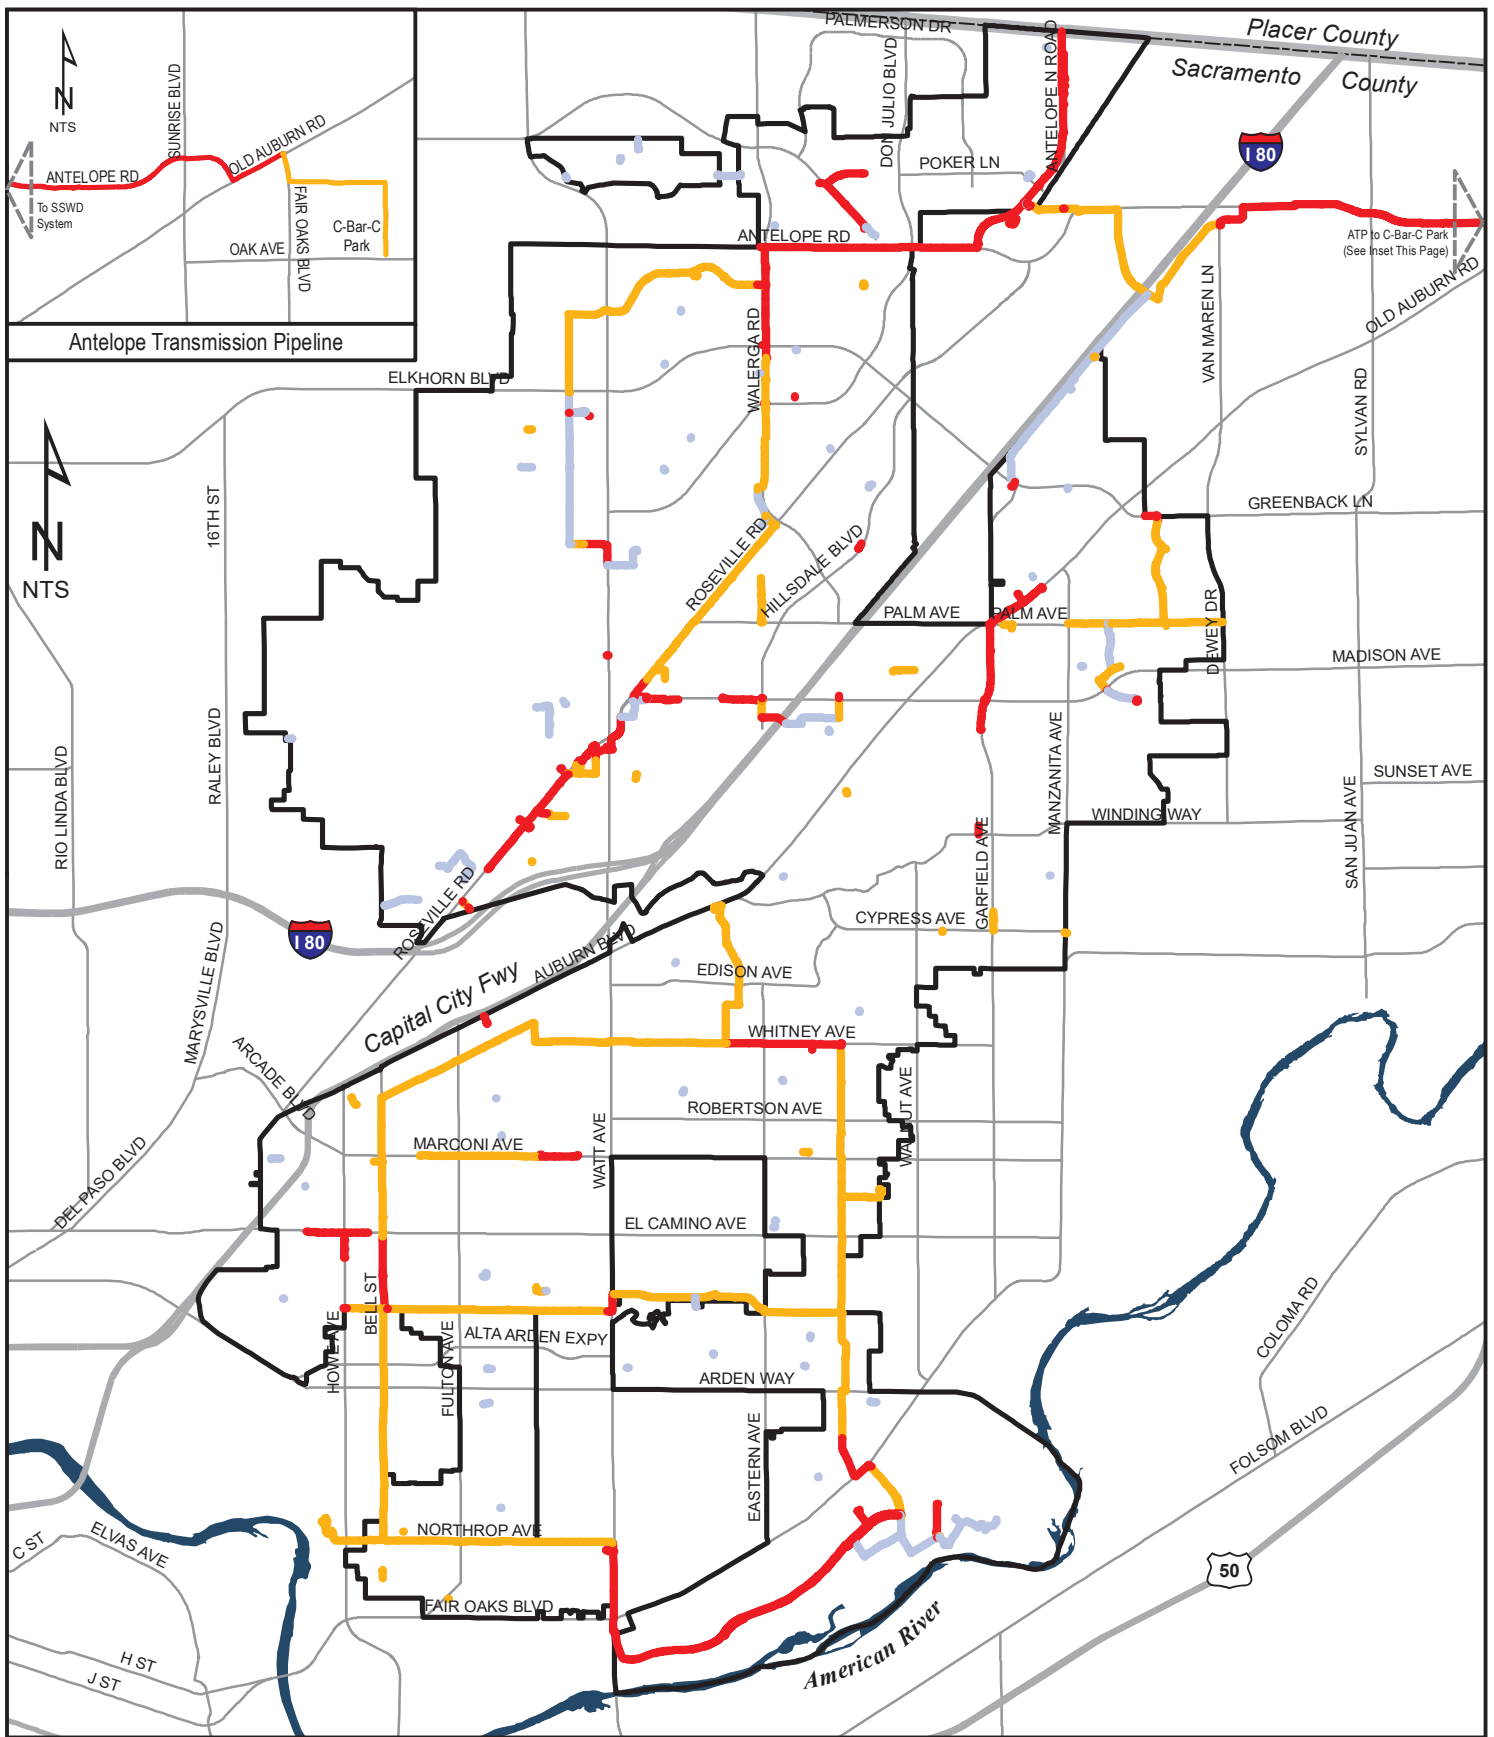 PALMERSON DR
Placer County
Sacramento
County
DON JULIO BLVD
ANTELOPE N ROAD
POKER LN
I 80
N
NTS
SUNRISE BLVD
OLD AUBURN RD
ANTELOPE RD
To SSWD
System
FAIR OAKS BLVD
C-Bar-C
Park
OAK AVE
Antelope Transmission Pipeline
ANTELOPE RD
ATP to C-Bar-C Park
(See Inset This Page)
OLD AUBURN RD
VAN MAREN LN
WALERGA RD
ELKHORN BLVD
SYLVAN RD
16TH ST
GREENBACK LN
N
NTS
ROSEVILLE RD
HILLSDALE BLVD
PALM AVE
PALM AVE
DEWEY DR
MADISON AVE
RALEY BLVD
RIO LINDA BLVD
MANZANITA AVE
SUNSET AVE
SAN JUAN AVE
WINDING WAY
GARFIELD AVE
ROSEVILLE RD
CYPRESS AVE
I 80
AUBURN BLVD
EDISON AVE
MARYSVILLE BLVD
Capital City Fwy
WHITNEY AVE
ARCADE BLVD
WALNUT AVE
ROBERTSON AVE
MARCONI AVE
WATT AVE
DEL PASO BLVD
EL CAMINO AVE
BELL ST
HOWE AVE
FULTON AVE
ALTA ARDEN EXPY
COLOMA RD
ARDEN WAY
EASTERN AVE
FOLSOM BLVD
NORTHROP AVE
C ST
ELVAS AVE
50
FAIR OAKS BLVD
H ST
J ST
American River